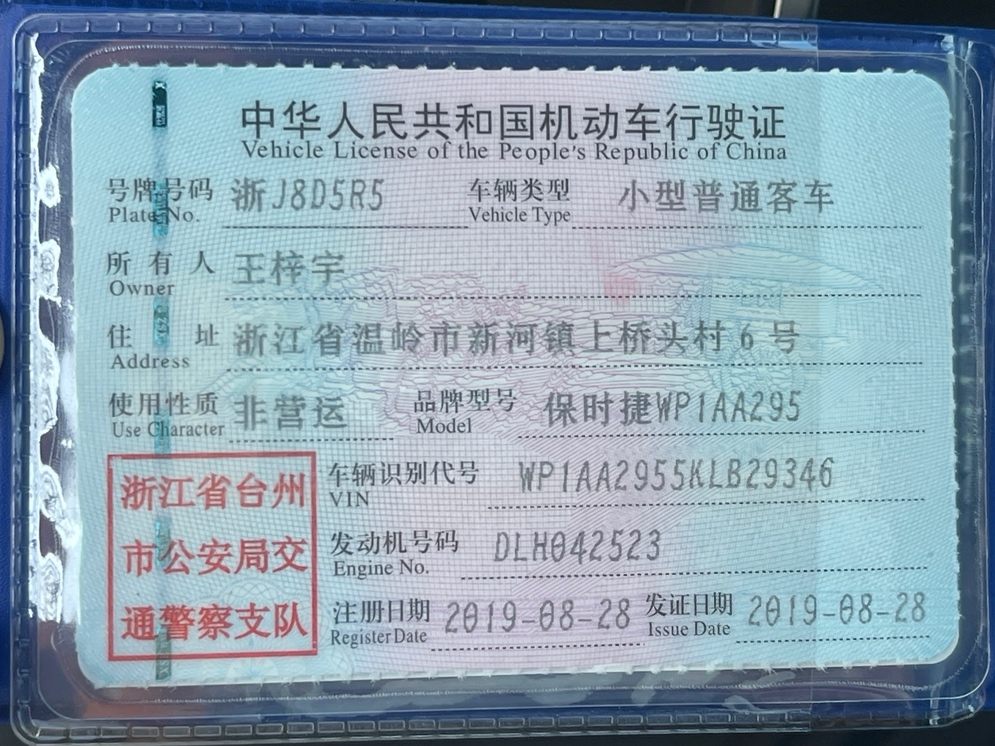 中华人民共和国机动车行驶证
Vehicle License of the People's Republic of China
号牌号码 浙J8D5R5 车辆类型 小型普通客车
Plate No. Vehicle Type
所有人 王梓宇
Owner
住址 浙江省温岭市新河镇上桥头村6号
Address
使用性质 非营运 品牌型号 保时捷WP1AA295
Use Character Model
浙江省台州
市公安局交
通警察支队
车辆识别代号 WP1AA2955KLB29346
VIN
发动机号码 DLH042523
Engine No.
注册日期 2019-08-28 发证日期 2019-08-28
Register Date Issue Date